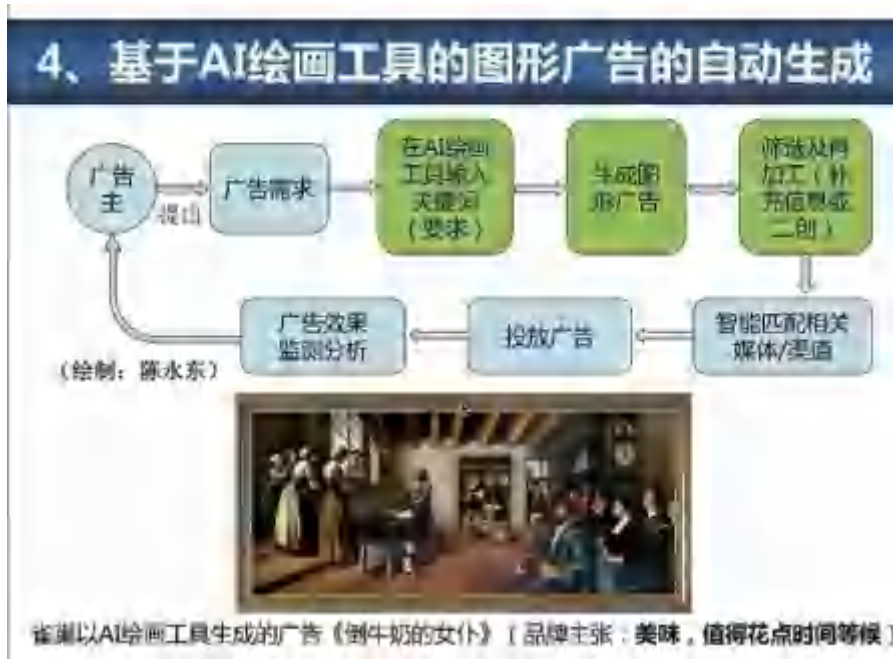 4、基于AI绘画工具的图形广告的自动生成
广告
主
提出
广告需求
在AI绘画
工具输入
关键词
（要求）
生成图
形广告
筛选及再
加工（补
充信息或
二创）
智能匹配相关
媒体/渠道
投放广告
广告效果
监测分析
（绘制：陈永东）
雀巢以AI绘画工具生成的广告《倒牛奶的女仆》（品牌主张：美味，值得花点时间等候）